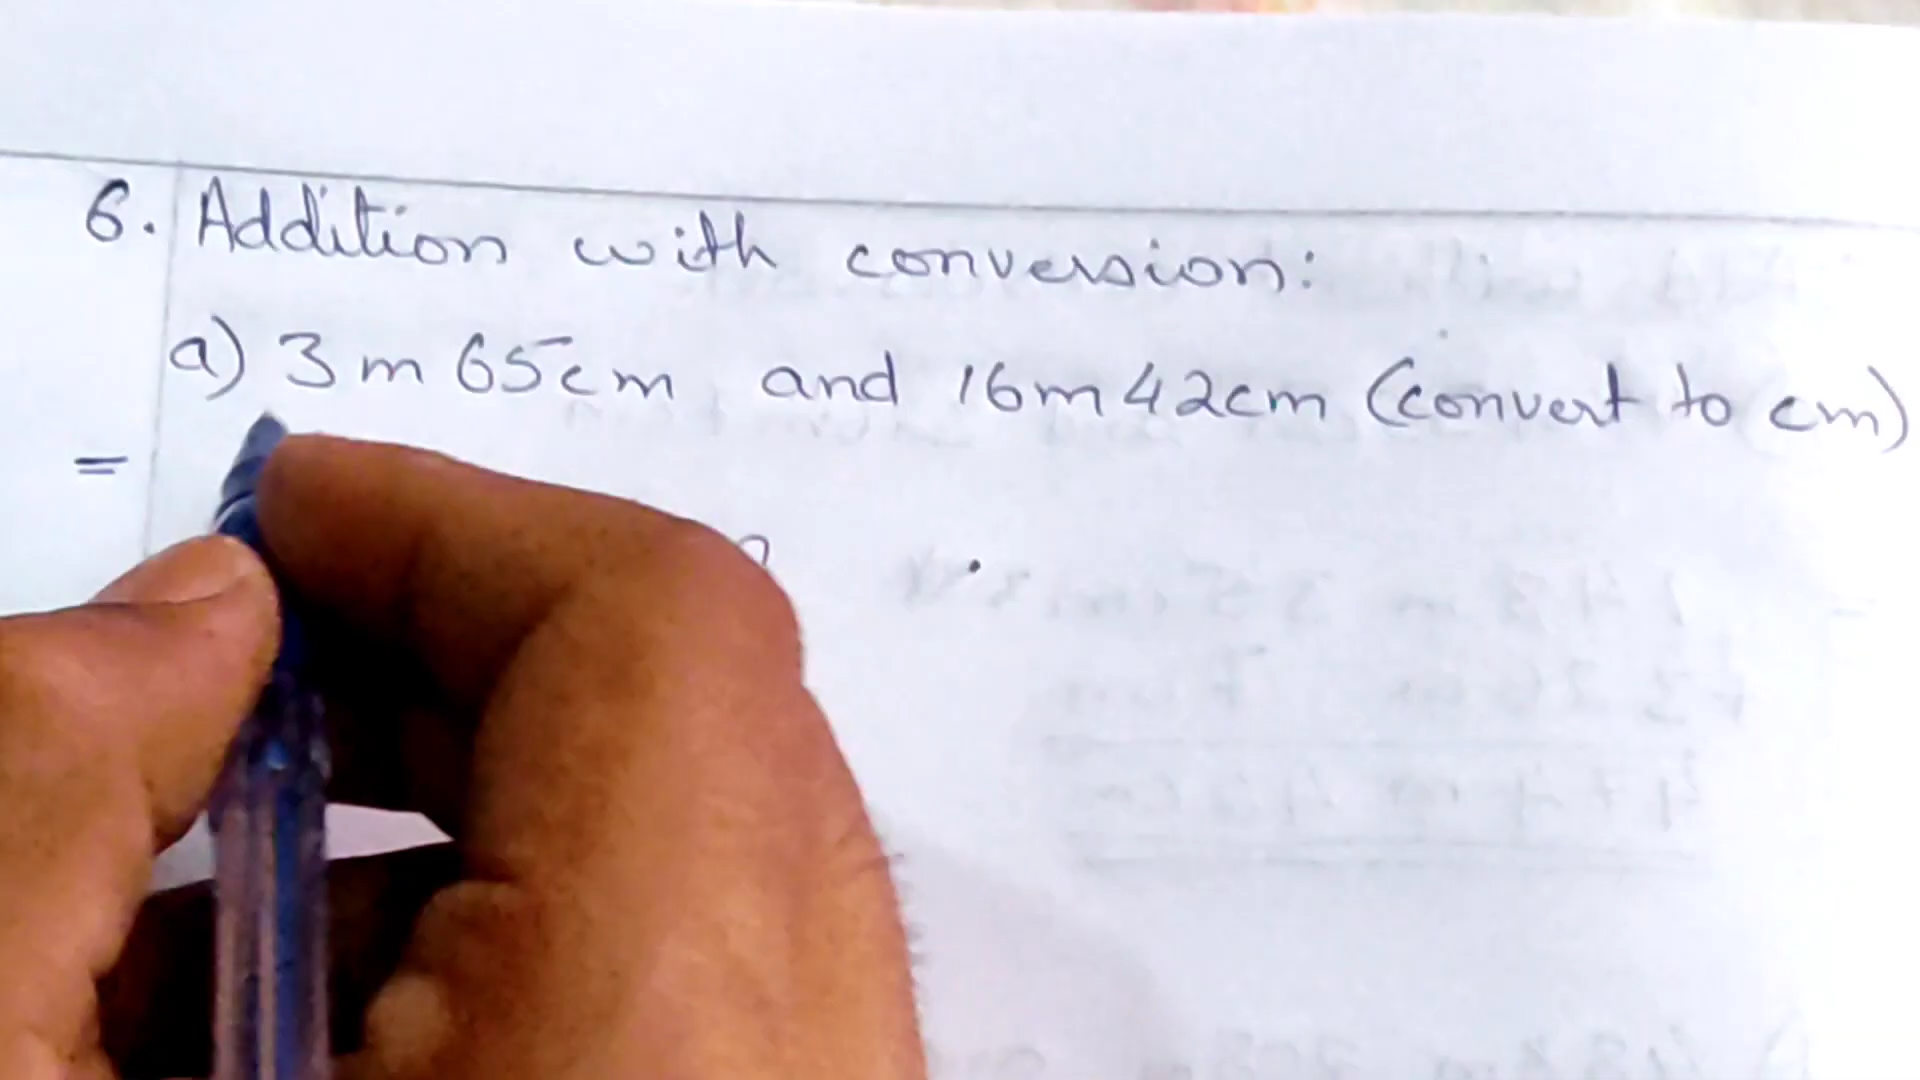 6. Addition with conversion:
a) 3m 65cm and 16m 42cm (convert to cm)
=